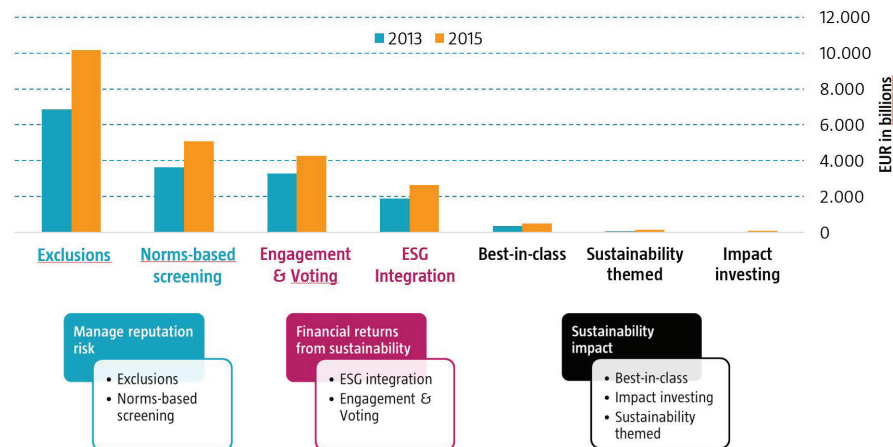 12.000
10.000
8.000
6.000
4.000
2.000
0
EUR in billions
2013 2015
Exclusions
Norms-based
screening
Engagement
& Voting
ESG
Integration
Best-in-class
Sustainability
themed
Impact
investing
Manage reputation
risk
• Exclusions
• Norms-based
screening
Financial returns
from sustainability
• ESG integration
• Engagement &
Voting
Sustainability
impact
• Best-in-class
• Impact investing
• Sustainability
themed